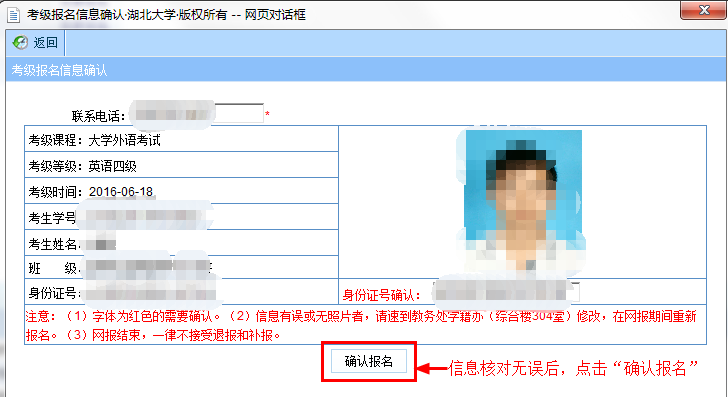 考级报名信息确认·湖北大学·版权所有 -- 网页对话框
返回
考级报名信息确认
联系电话: *
考级课程: 大学外语考试
考级等级: 英语四级
考级时间: 2016-06-18
考生学号
考生姓名:
班 级:
身份证号: 身份证号确认:
注意: (1) 字体为红色的需要确认。(2) 信息有误或无照片者, 请速到教务处学籍办 (综合楼304室) 修改, 在网报期间重新
报名。(3) 网报结束, 一律不接受退报和补报。
确认报名
信息核对无误后, 点击“确认报名”